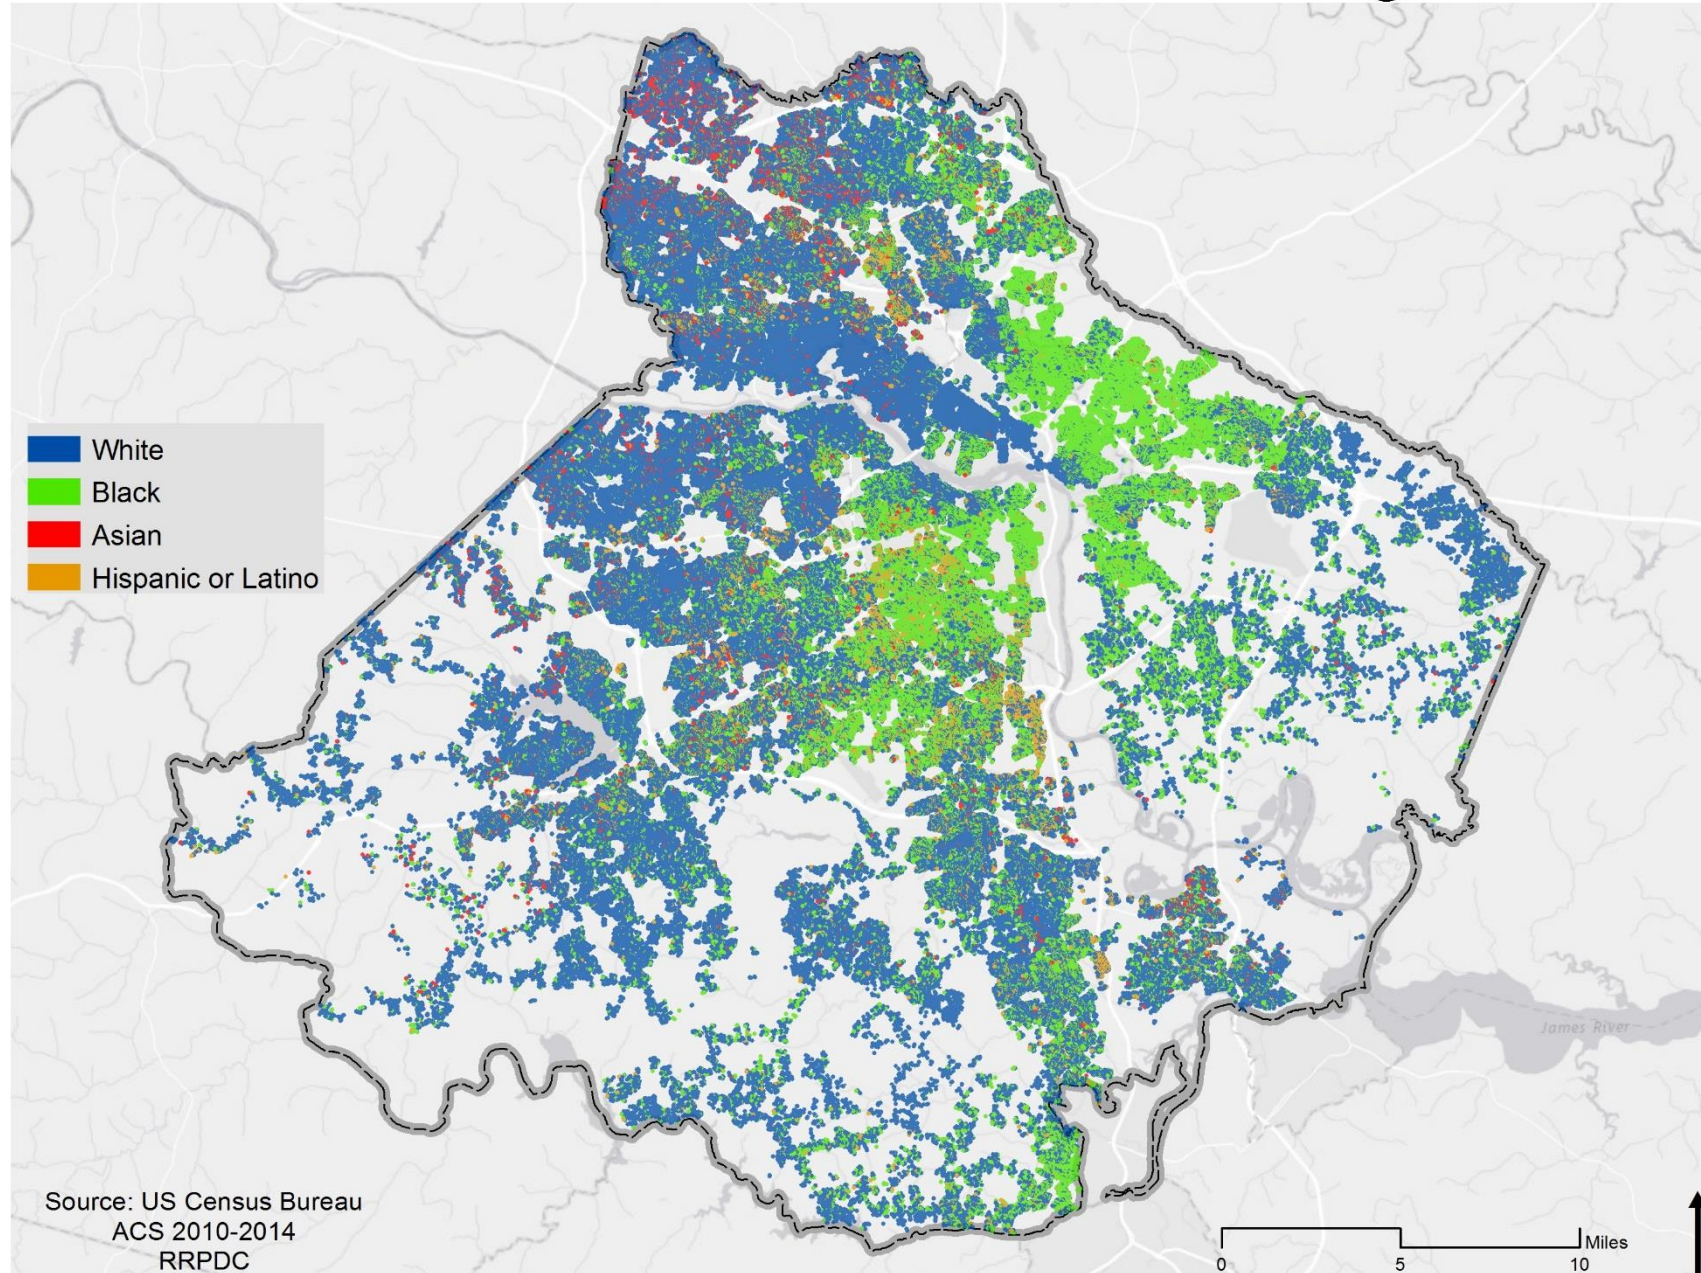 White
Black
Asian
Hispanic or Latino
James River
Source: US Census Bureau
ACS 2010-2014
RRPDC
Miles
0 5 10